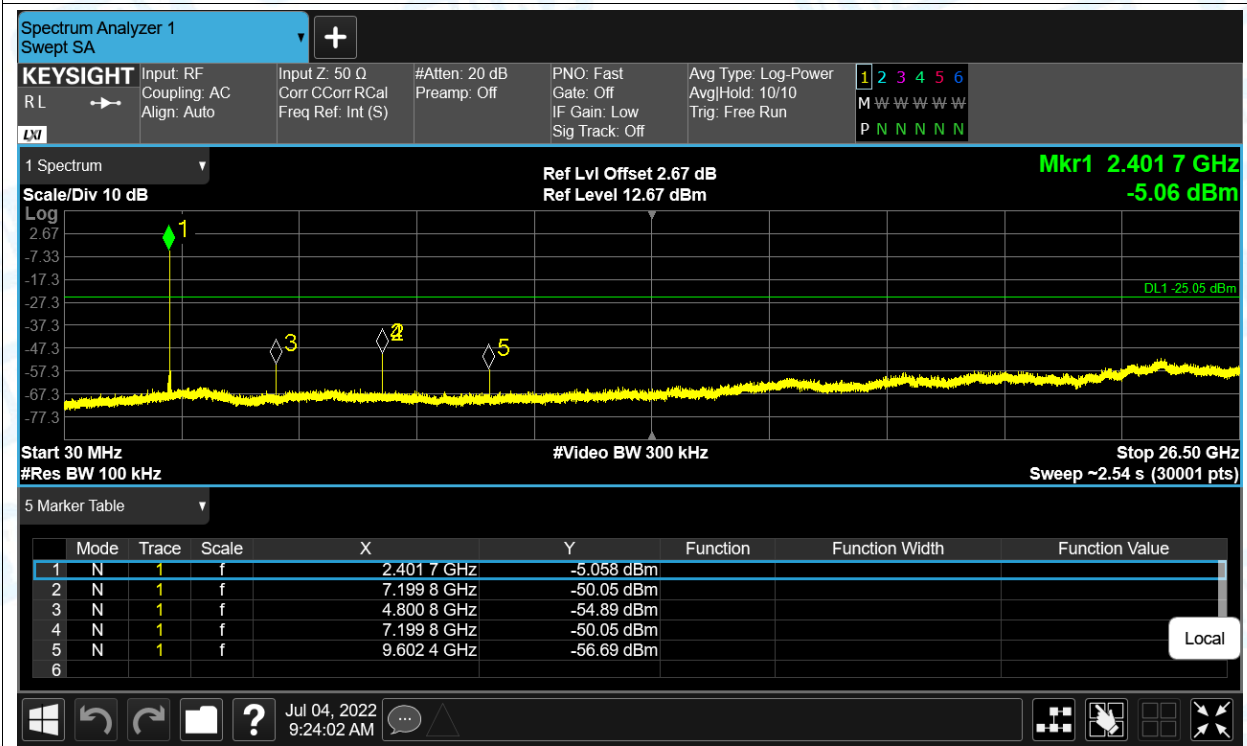 Spectrum Analyzer 1
Swept SA
KEYSIGHT
RL
LXI
Input: RF
Coupling: AC
Align: Auto
Input Z: 50 Ω
Corr CCorr RCal
Freq Ref: Int (S)
#Atten: 20 dB
Preamp: Off
PNO: Fast
Gate: Off
IF Gain: Low
Sig Track: Off
Avg Type: Log-Power
Avg|Hold: 10/10
Trig: Free Run
1 2 3 4 5 6
M W W W W W
P N N N N N
1 Spectrum
Scale/Div 10 dB
Ref Lvl Offset 2.67 dB
Ref Level 12.67 dBm
Mkr1 2.401 7 GHz
-5.06 dBm
Log
2.67
-7.33
-17.3
-27.3
-37.3
-47.3
-57.3
-67.3
-77.3
1
3
2
4
5
DL1 -25.05 dBm
Start 30 MHz
#Video BW 300 kHz
Stop 26.50 GHz
#Res BW 100 kHz
Sweep ~2.54 s (30001 pts)
5 Marker Table
Mode Trace Scale X Y Function Function Width Function Value
1 N 1 f 2.401 7 GHz -5.058 dBm
2 N 1 f 7.199 8 GHz -50.05 dBm
3 N 1 f 4.800 8 GHz -54.89 dBm
4 N 1 f 7.199 8 GHz -50.05 dBm
5 N 1 f 9.602 4 GHz -56.69 dBm
6
Local
?
Jul 04, 2022
9:24:02 AM